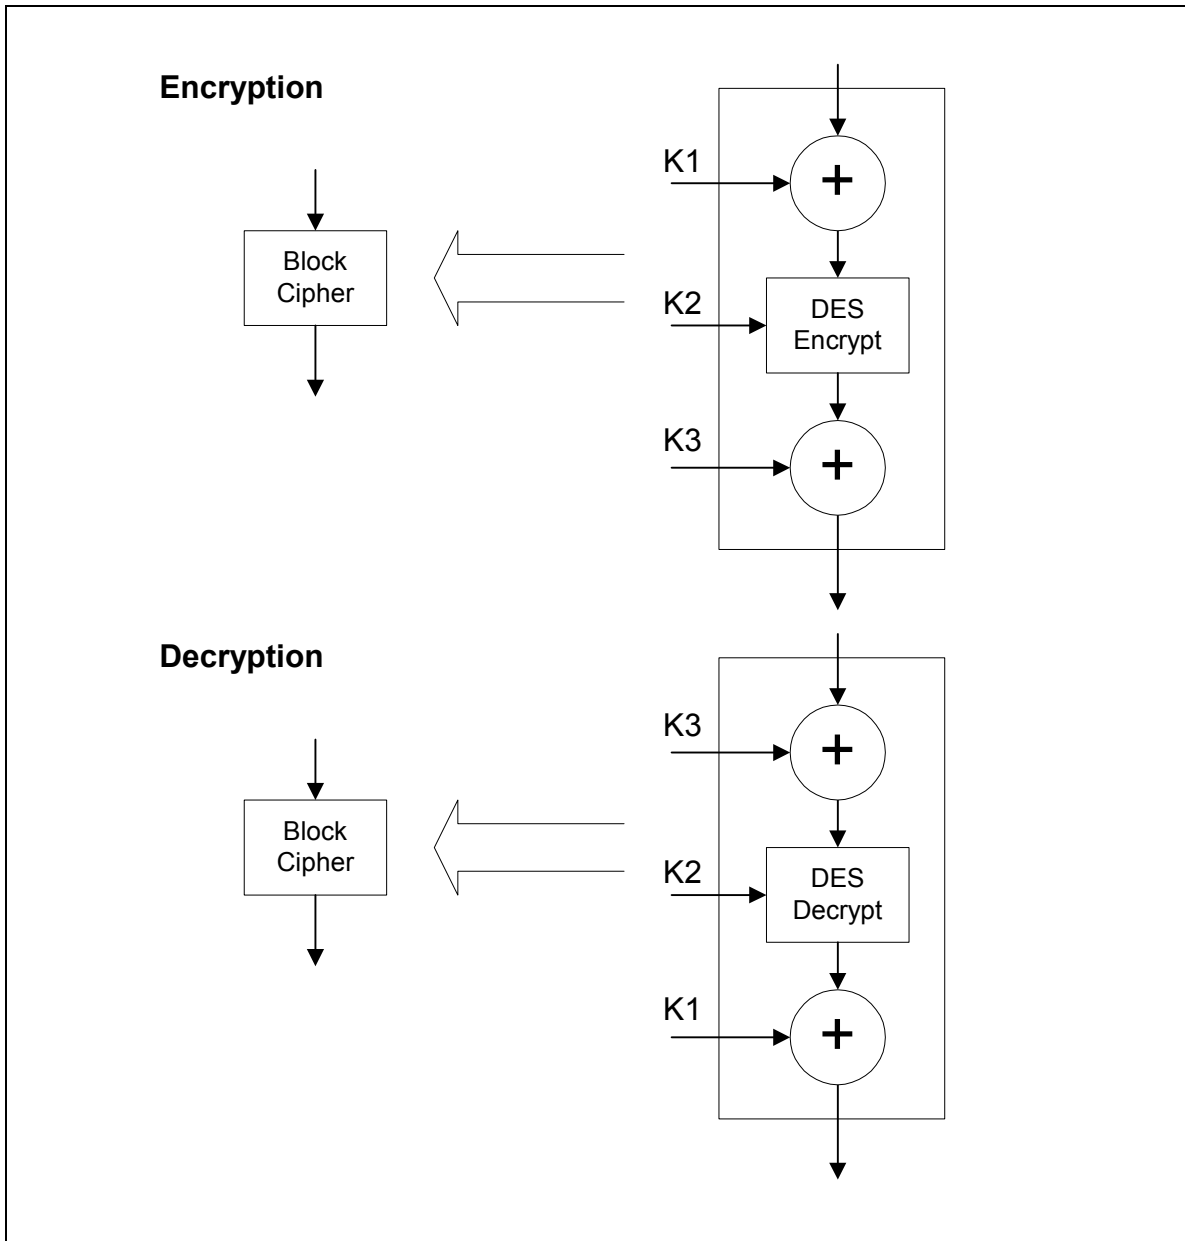 Encryption
K1
+
Block
Cipher
K2
DES
Encrypt
K3
+
Decryption
K3
+
Block
Cipher
K2
DES
Decrypt
K1
+